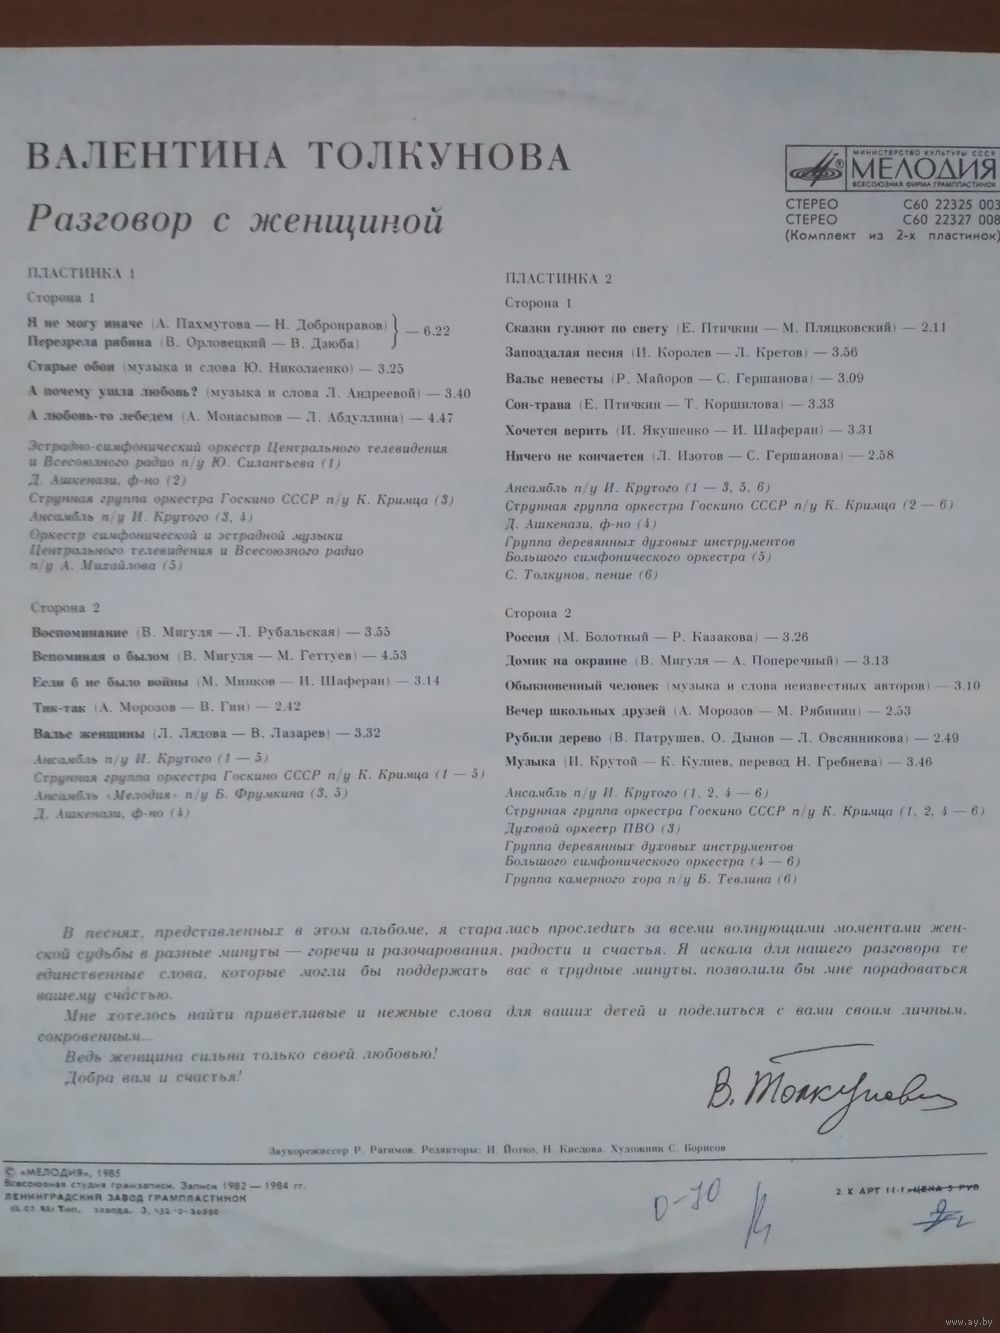 ВАЛЕНТИНА ТОЛКУНОВА
Разговор с женщиной
МИНИСТЕРСТВО КУЛЬТУРЫ СССР
МЕЛОДИЯ
ВСЕСОЮЗНАЯ ФИРМА ГРАМПЛАСТИНОК
СТЕРЕО С60 22325 003
СТЕРЕО С60 22327 008
(Комплект из 2-х пластинок)
ПЛАСТИНКА 1
Сторона 1
Я не могу иначе (А. Пахмутова — Н. Добронравов)
Перезрела рябина (В. Орловецкий — В. Дзюба) — 6.22
Старые обои (музыка и слова Ю. Николаенко) — 3.25
А почему ушла любовь? (музыка и слова Л. Андреевой) — 3.40
А любовь-то лебедем (А. Монасыпов — Л. Абдуллина) — 4.47
Эстрадно-симфонический оркестр Центрального телевидения
и Всесоюзного радио п/у Ю. Силантьева (1)
Д. Ашкенази, ф-но (2)
Струнная группа оркестра Госкино СССР п/у К. Кримца (3)
Ансамбль п/у И. Крутого (3, 4)
Оркестр симфонической и эстрадной музыки
Центрального телевидения и Всесоюзного радио
п/у А. Михайлова (5)
Сторона 2
Воспоминание (В. Мигуля — Л. Рубальская) — 3.55
Вспоминая о былом (В. Мигуля — М. Геттуев) — 4.53
Если б не было войны (М. Минков — И. Шаферан) — 3.14
Тик-так (А. Морозов — В. Гин) — 2.42
Вальс женщины (Л. Лядова — В. Лазарев) — 3.32
Ансамбль п/у И. Крутого (1 — 5)
Струнная группа оркестра Госкино СССР п/у К. Кримца (1 — 5)
Ансамбль «Мелодия» п/у Б. Фрумкина (3, 5)
Д. Ашкенази, ф-но (4)
ПЛАСТИНКА 2
Сторона 1
Сказки гуляют по свету (Е. Птичкин — М. Пляцковский) — 2.11
Запоздалая песня (И. Королев — Л. Кретов) — 3.56
Вальс невесты (Р. Майоров — С. Гершанова) — 3.09
Сон-трава (Е. Птичкин — Т. Коршилова) — 3.33
Хочется верить (И. Якушенко — И. Шаферан) — 3.31
Ничего не кончается (Л. Изотов — С. Гершанова) — 2.58
Ансамбль п/у И. Крутого (1 — 3, 5, 6)
Струнная группа оркестра Госкино СССР п/у К. Кримца (2 — 6)
Д. Ашкенази, ф-но (4)
Группа деревянных духовых инструментов
Большого симфонического оркестра (5)
С. Толкунов, пение (6)
Сторона 2
Россия (М. Болотный — Р. Казакова) — 3.26
Домик на окраине (В. Мигуля — А. Поперечный) — 3.13
Обыкновенный человек (музыка и слова неизвестных авторов) — 3.10
Вечер школьных друзей (А. Морозов — М. Рябинин) — 2.53
Рубили дерево (В. Патрушев, О. Дынов — Л. Овсянникова) — 2.49
Музыка (И. Крутой — К. Кулиев, перевод Н. Гребнева) — 3.46
Ансамбль п/у И. Крутого (1, 2, 4 — 6)
Струнная группа оркестра Госкино СССР п/у К. Кримца (1, 2, 4 — 6)
Духовой оркестр ПВО (3)
Группа деревянных духовых инструментов
Большого симфонического оркестра (4 — 6)
Группа камерного хора п/у Б. Тевлина (6)
В песнях, представленных в этом альбоме, я старалась проследить за всеми волнующими моментами жен-
ской судьбы в разные минуты — горечи и разочарования, радости и счастья. Я искала для нашего разговора те
единственные слова, которые могли бы поддержать вас в трудные минуты, позволили бы мне порадоваться
вашему счастью.
Мне хотелось найти приветливые и нежные слова для ваших детей и поделиться с вами своим личным,
сокровенным...
Ведь женщина сильна только своей любовью!
Добра вам и счастья!
В. Толкунова
Звукорежиссер Р. Рагимов. Редакторы: И. Йотко, Н. Кислова. Художник С. Борисов
© «МЕЛОДИЯ», 1985
Всесоюзная студия грамзаписи. Записи 1982 — 1984 гг.
ЛЕНИНГРАДСКИЙ ЗАВОД ГРАМПЛАСТИНОК
Тип. завода.
2 X АРТ 11-1. ЦЕНА 5 РУБ
0-70
www.ay.by